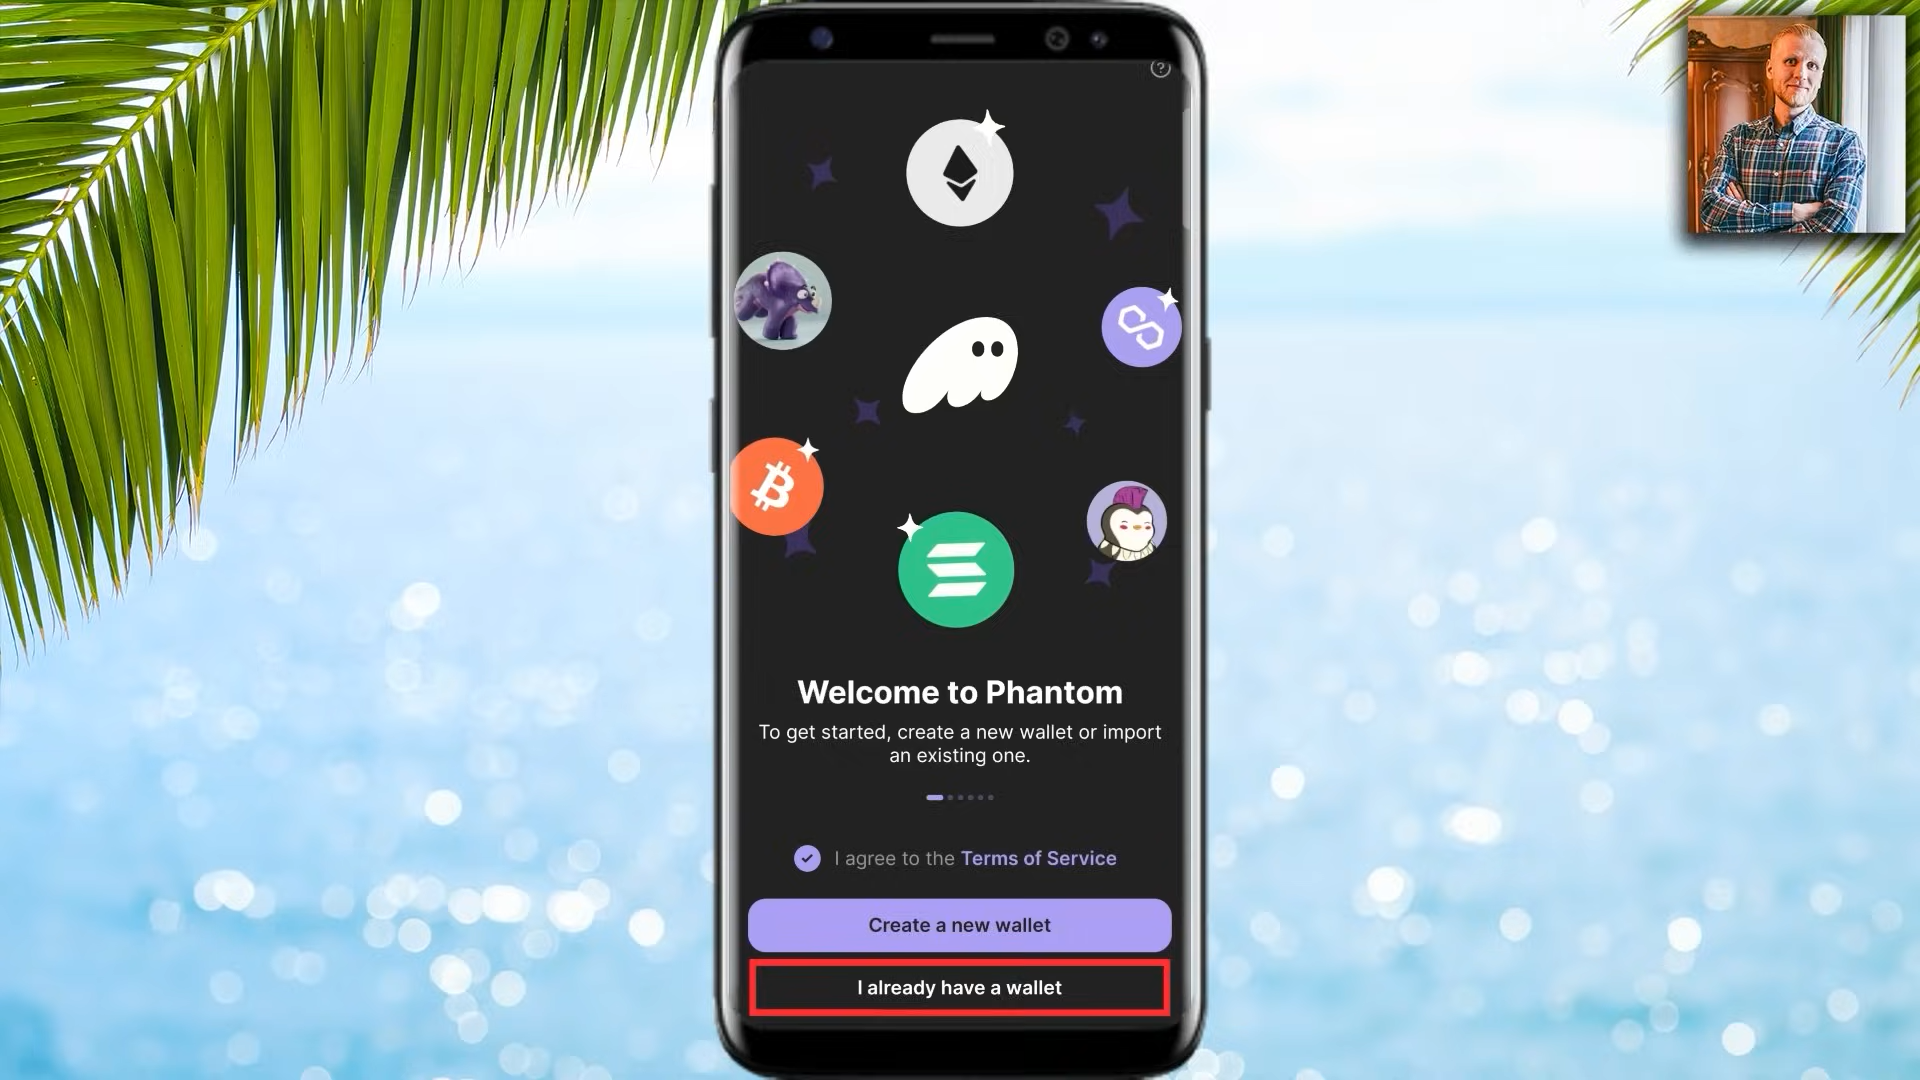 Welcome to Phantom
To get started, create a new wallet or import
an existing one.
I agree to the Terms of Service
Create a new wallet
I already have a wallet